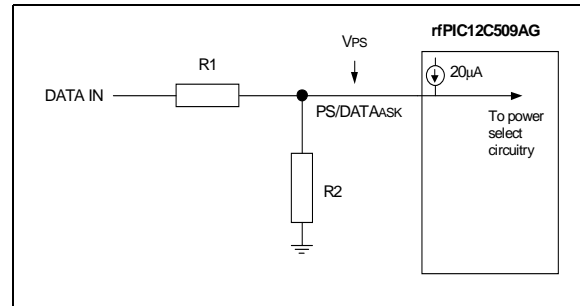 rfPIC12C509AG
VPS
20µA
R1
DATA IN
PS/DATAASK
To power
select
circuitry
R2